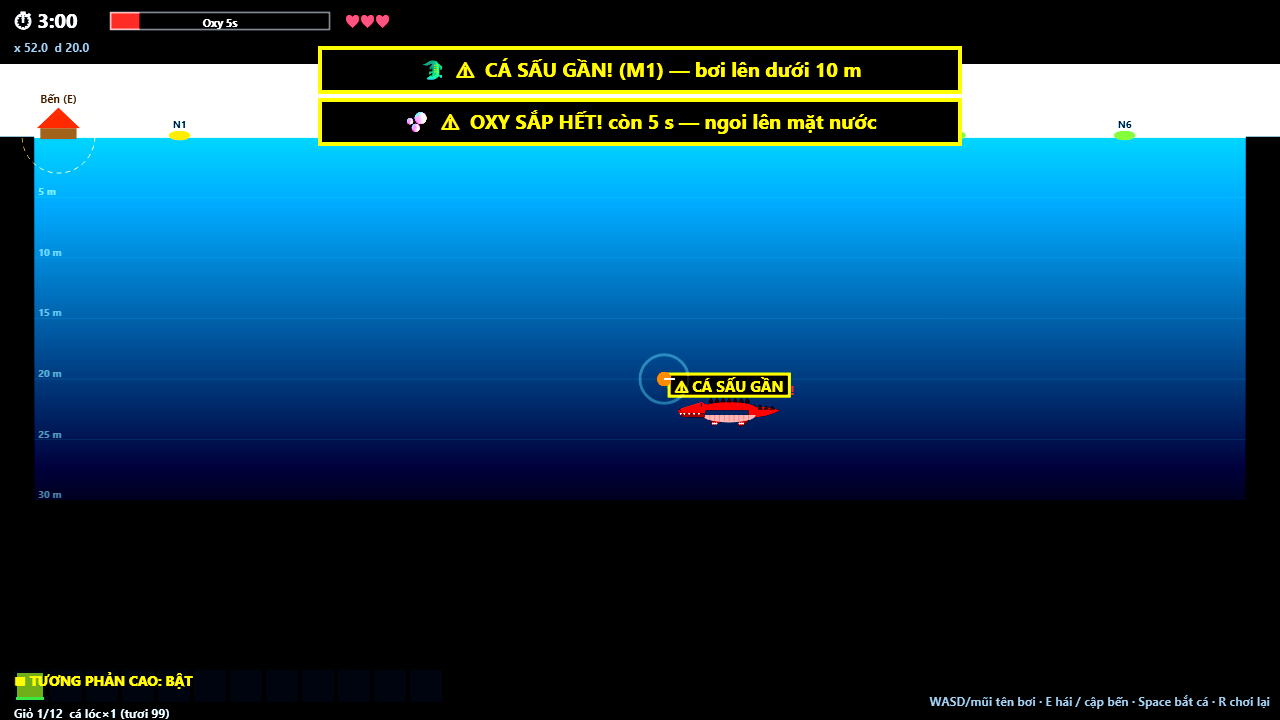 ⏱ 3:00
Oxy 5s
x 52.0 d 20.0
⚠ CÁ SẤU GẦN! (M1) — bơi lên dưới 10 m
⚠ OXY SẮP HẾT! còn 5 s — ngoi lên mặt nước
Bến (E)
N1
N6
5 m
10 m
15 m
20 m
25 m
30 m
⚠ CÁ SẤU GẦN
■ TƯƠNG PHẢN CAO: BẬT
Giỏ 1/12 cá lóc×1 (tươi 99)
WASD/mũi tên bơi · E hái / cập bến · Space bắt cá · R chơi lại